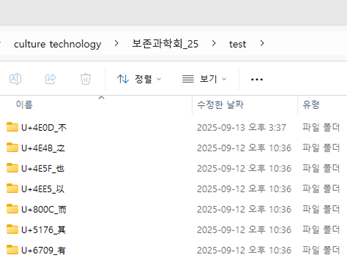 culture technology > 보존과학회_25 > test >
정렬 보기 ...
이름 수정한 날짜 유형
U+4E0D_不 2025-09-13 오후 3:37 파일 폴더
U+4E4B_之 2025-09-12 오후 10:36 파일 폴더
U+4E5F_也 2025-09-12 오후 10:36 파일 폴더
U+4EE5_以 2025-09-12 오후 10:36 파일 폴더
U+800C_而 2025-09-12 오후 10:36 파일 폴더
U+5176_其 2025-09-12 오후 10:36 파일 폴더
U+6709_有 2025-09-12 오후 10:36 파일 폴더